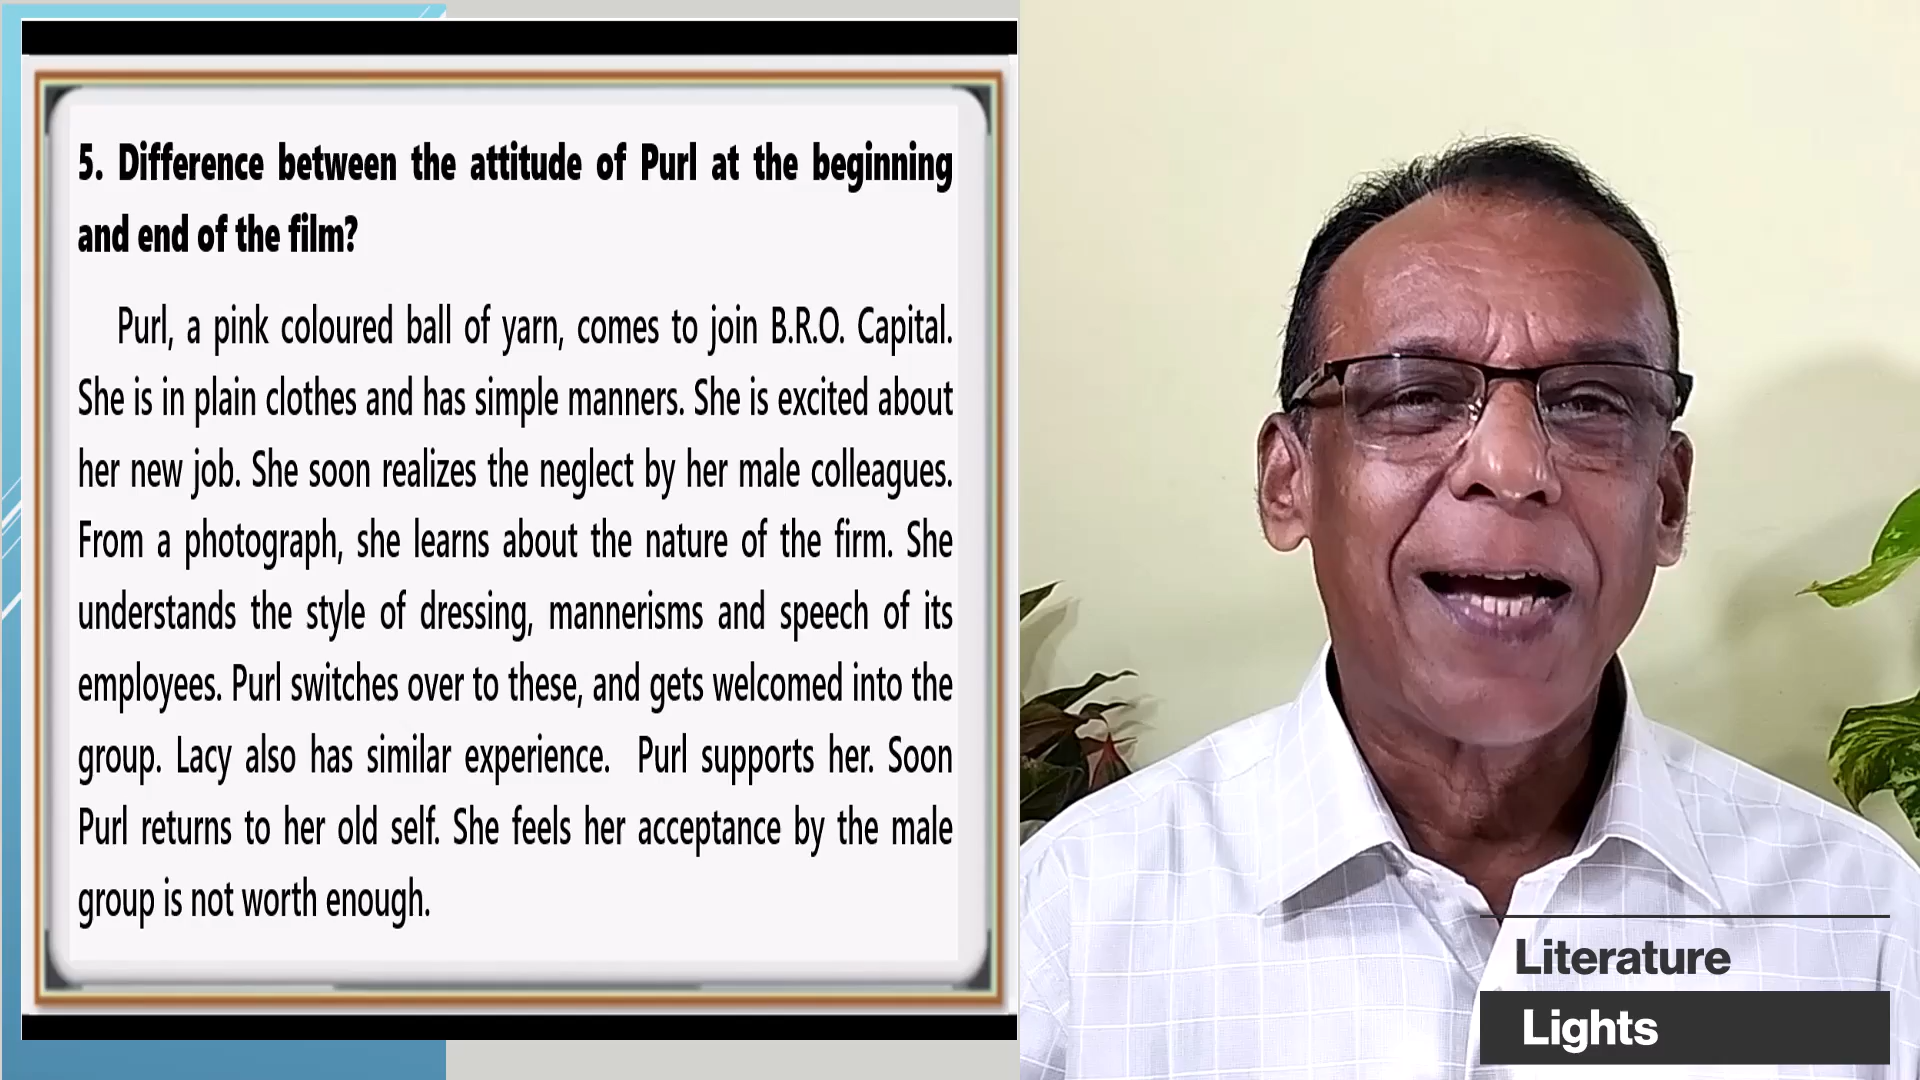 5. Difference between the attitude of Purl at the beginning
and end of the film?
Purl, a pink coloured ball of yarn, comes to join B.R.O. Capital.
She is in plain clothes and has simple manners. She is excited about
her new job. She soon realizes the neglect by her male colleagues.
From a photograph, she learns about the nature of the firm. She
understands the style of dressing, mannerisms and speech of its
employees. Purl switches over to these, and gets welcomed into the
group. Lacy also has similar experience. Purl supports her. Soon
Purl returns to her old self. She feels her acceptance by the male
group is not worth enough.
Literature
Lights